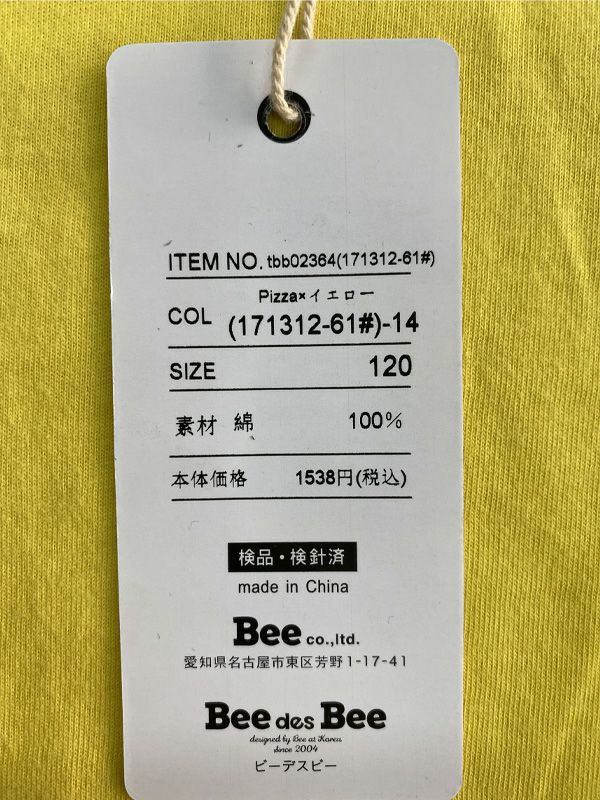 ITEM NO. tbb02364(171312-61#)
Pizza×イエロー
COL (171312-61#)-14
SIZE 120
素材 綿 100%
本体価格 1538円(税込)
検品・検針済
made in China
Bee co.,ltd.
愛知県名古屋市東区芳野1-17-41
Bee des Bee
designed by Bee at Korea
since 2004
ビーデスビー